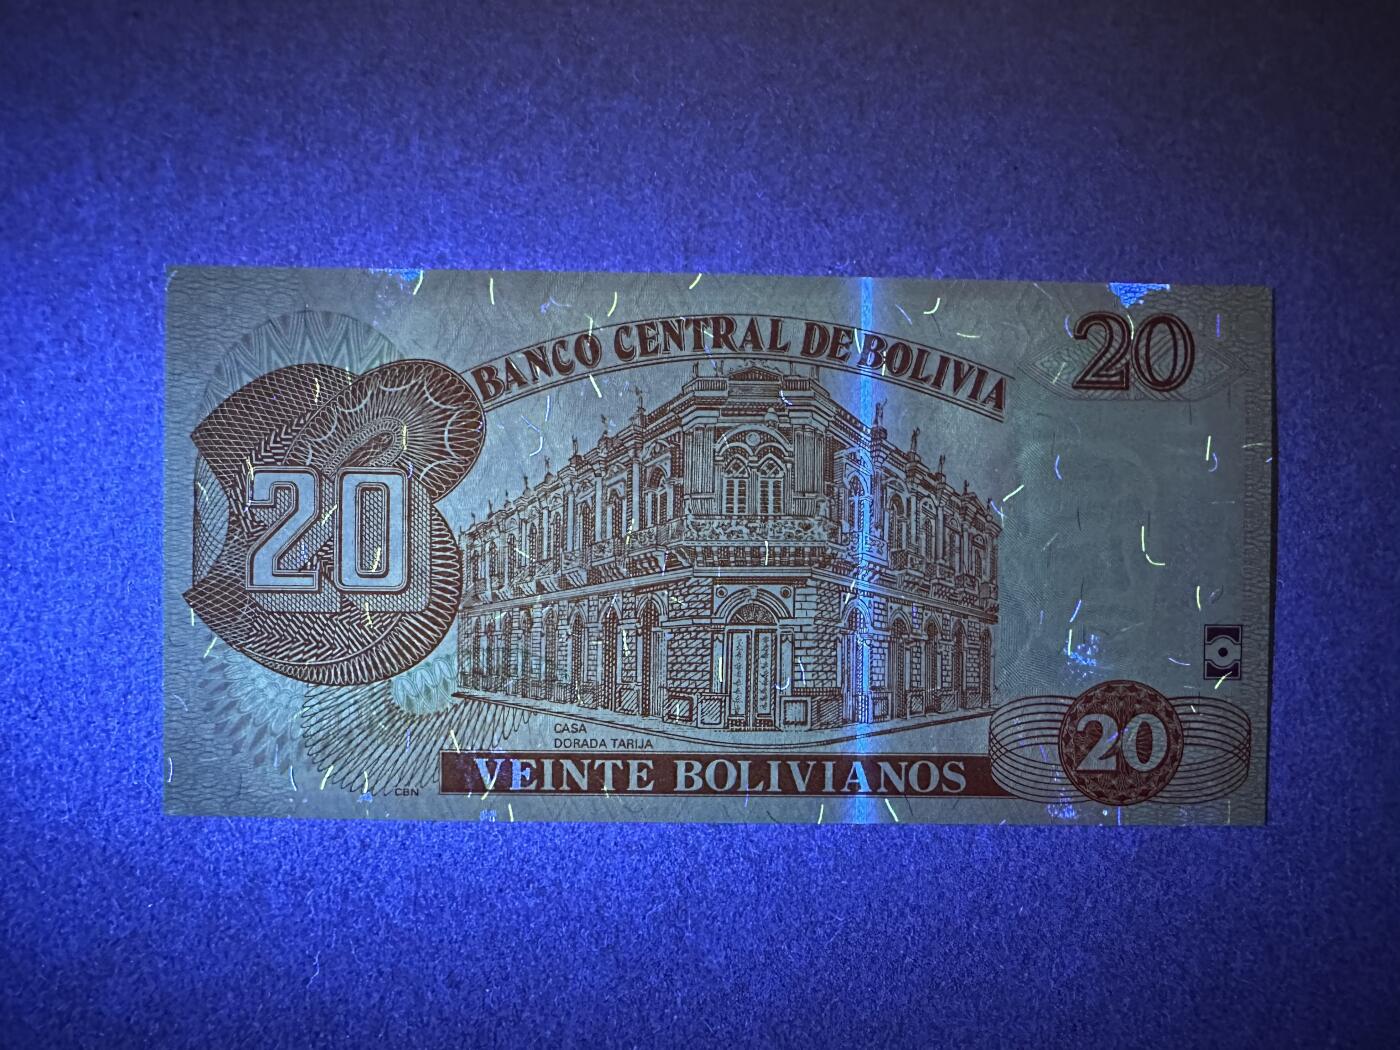 BANCO CENTRAL DE BOLIVIA
20
20
CASA
DORADA TARIJA
CBN
VEINTE BOLIVIANOS
20